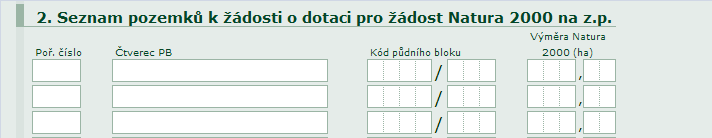 2. Seznam pozemků k žádosti o dotaci pro žádost Natura 2000 na z.p.
Poř. číslo Čtverec PB Kód půdního bloku Výměra Natura
2000 (ha)
/ ,
/ ,
/ ,